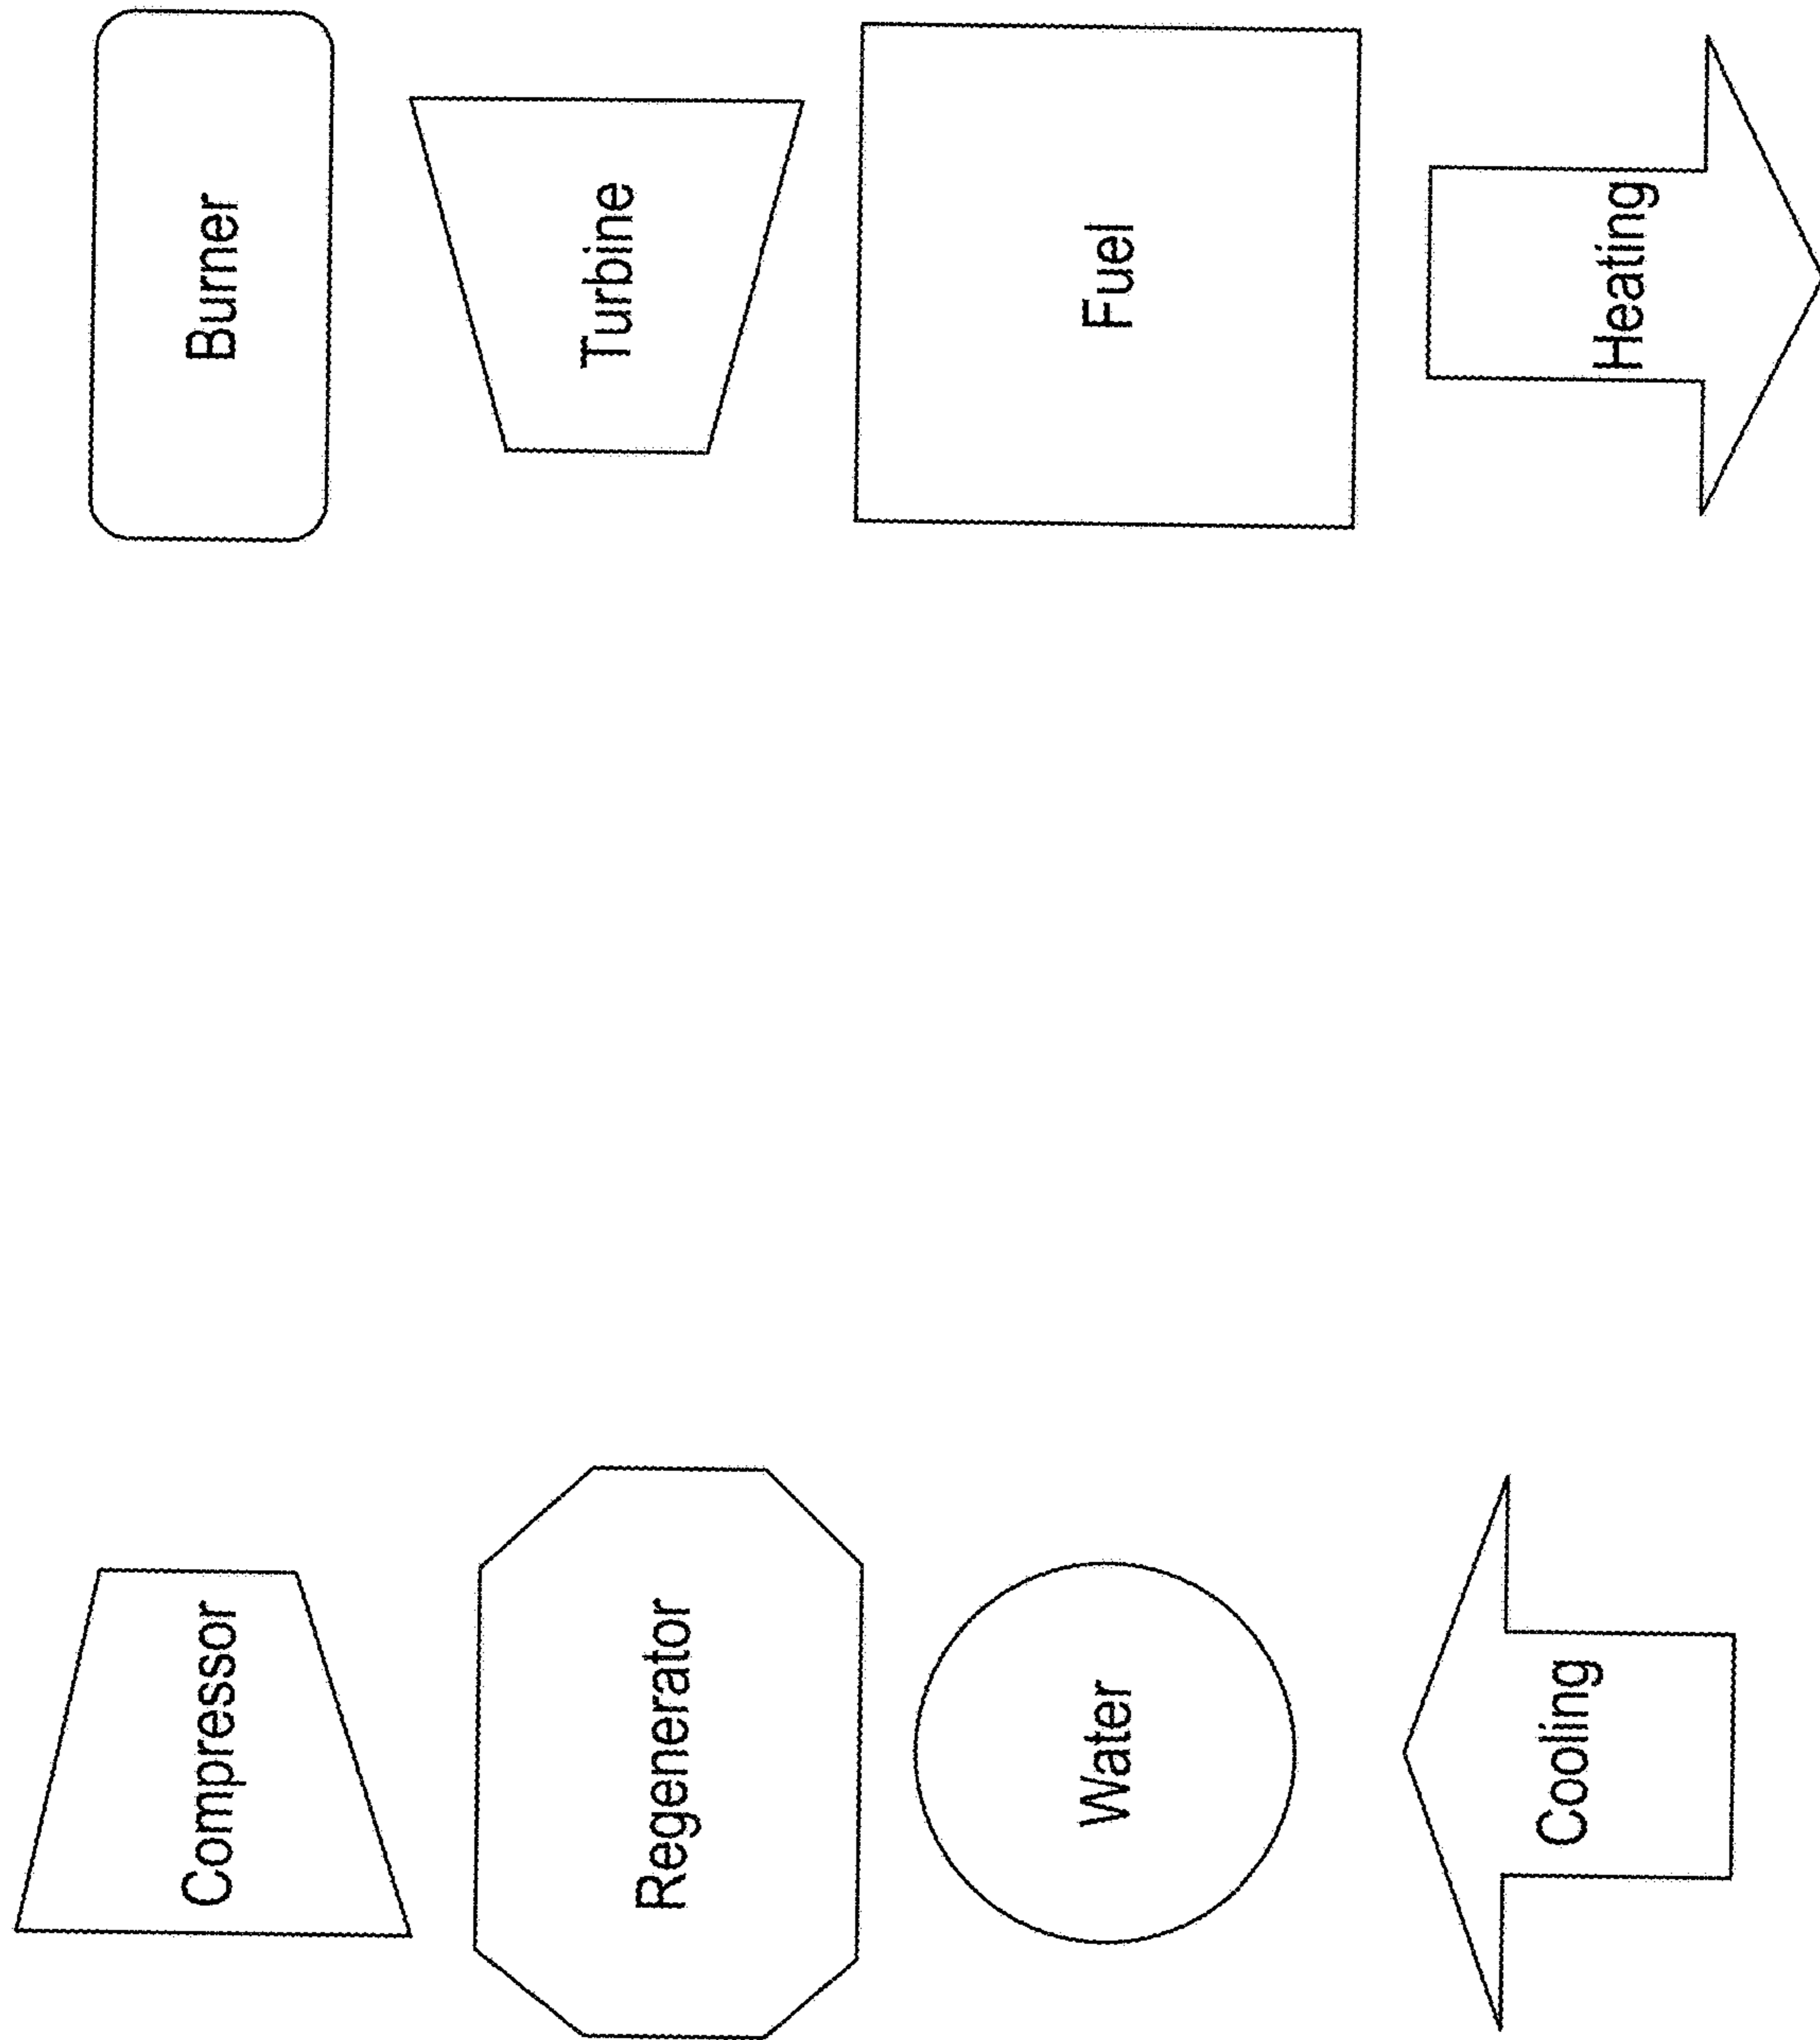 Compressor
Burner
Regenerator
Turbine
Water
Fuel
Cooling
Heating